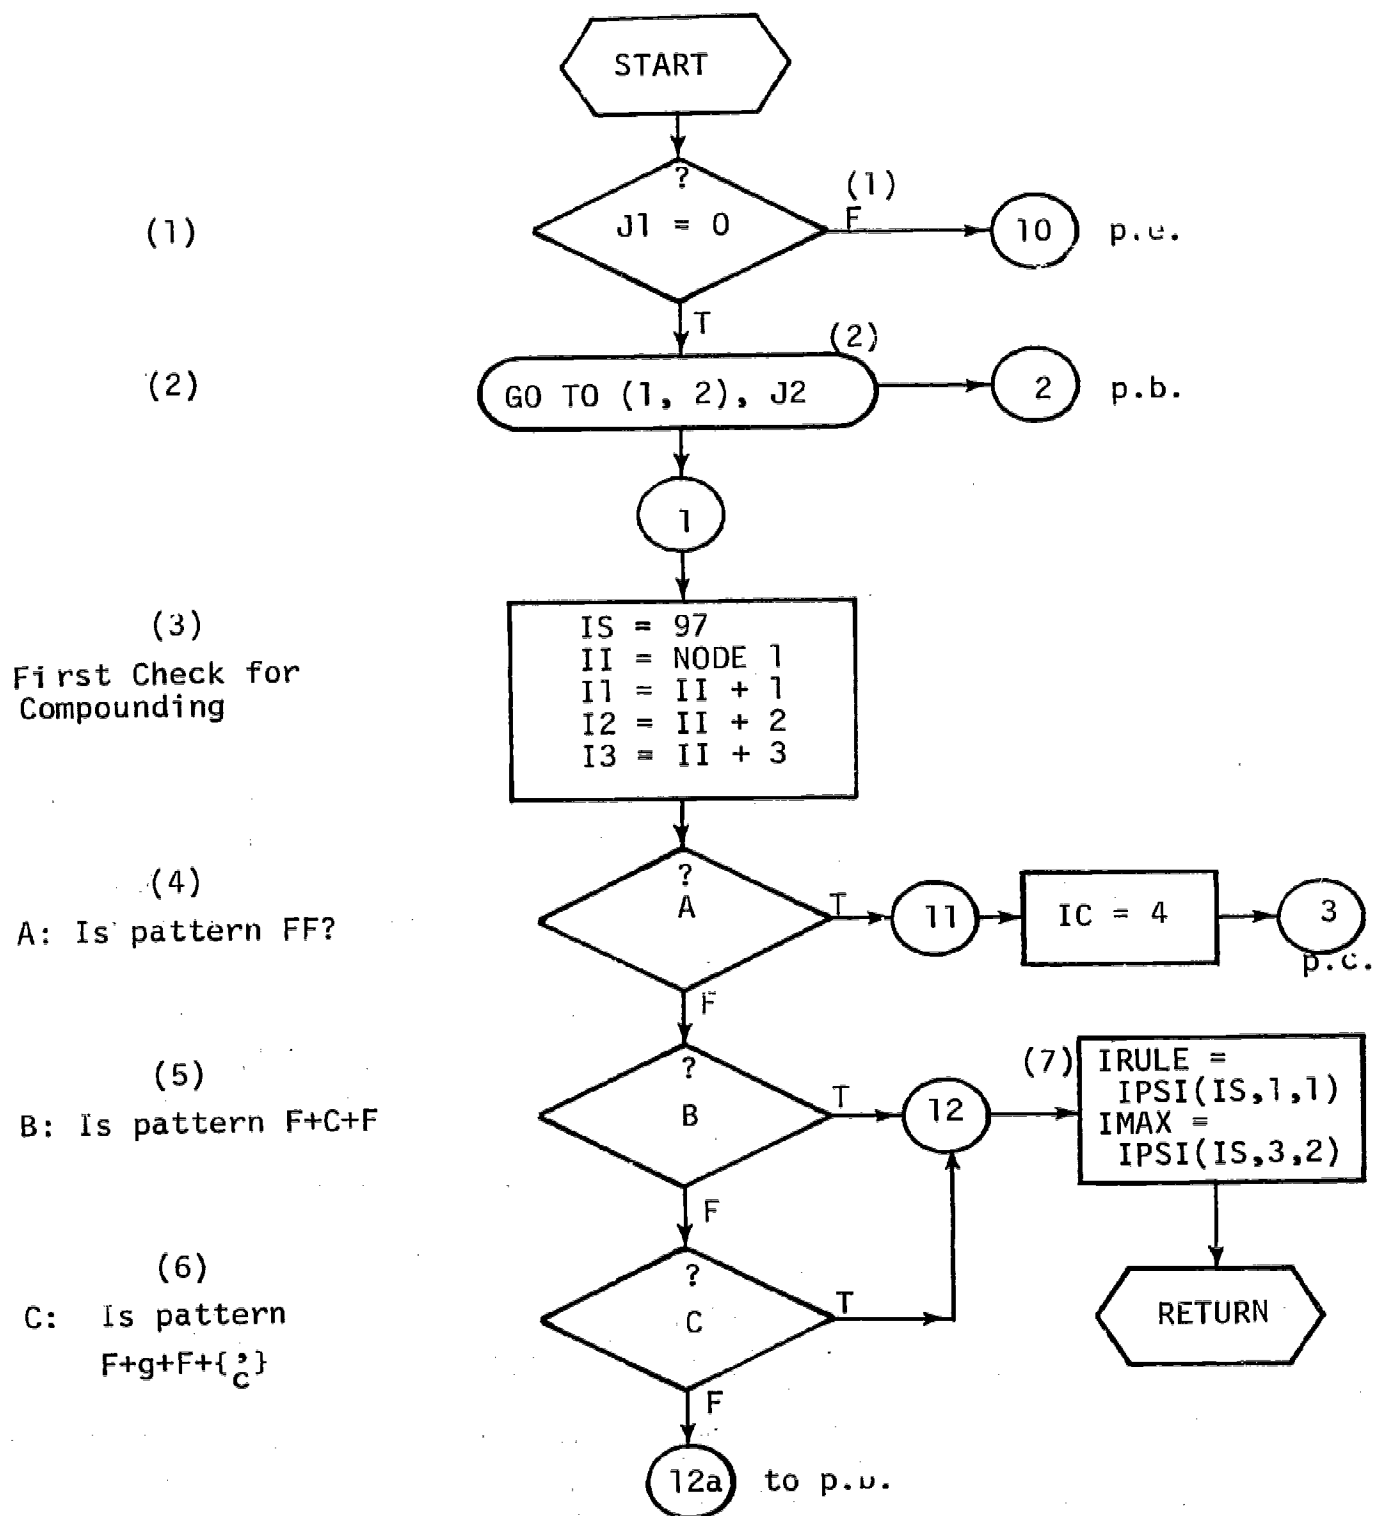 START
?
(1)
J1 = 0
(1)
F
10
p.e.
T
(2)
(2)
GO TO (1, 2), J2
2
p.b.
1
(3)
First Check for
Compounding
IS = 97
II = NODE 1
I1 = II + 1
I2 = II + 2
I3 = II + 3
(4)
A: Is pattern FF?
?
A
T
11
IC = 4
3
p.c.
F
(5)
B: Is pattern F+C+F
?
B
T
12
(7)
IRULE =
IPSI(IS,1,1)
IMAX =
IPSI(IS,3,2)
F
(6)
C: Is pattern
F+g+F+{,
c}
?
C
T
RETURN
F
12a
to p.b.